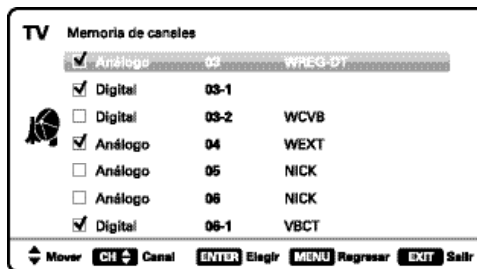 TV Memoria de canales
Análogo 03 WREG-DT
Digital 03-1
Digital 03-2 WCVB
Análogo 04 WEXT
Análogo 05 NICK
Análogo 06 NICK
Digital 06-1 VBCT
Mover CH Canal ENTER Elegir MENU Regresar EXIT Salir